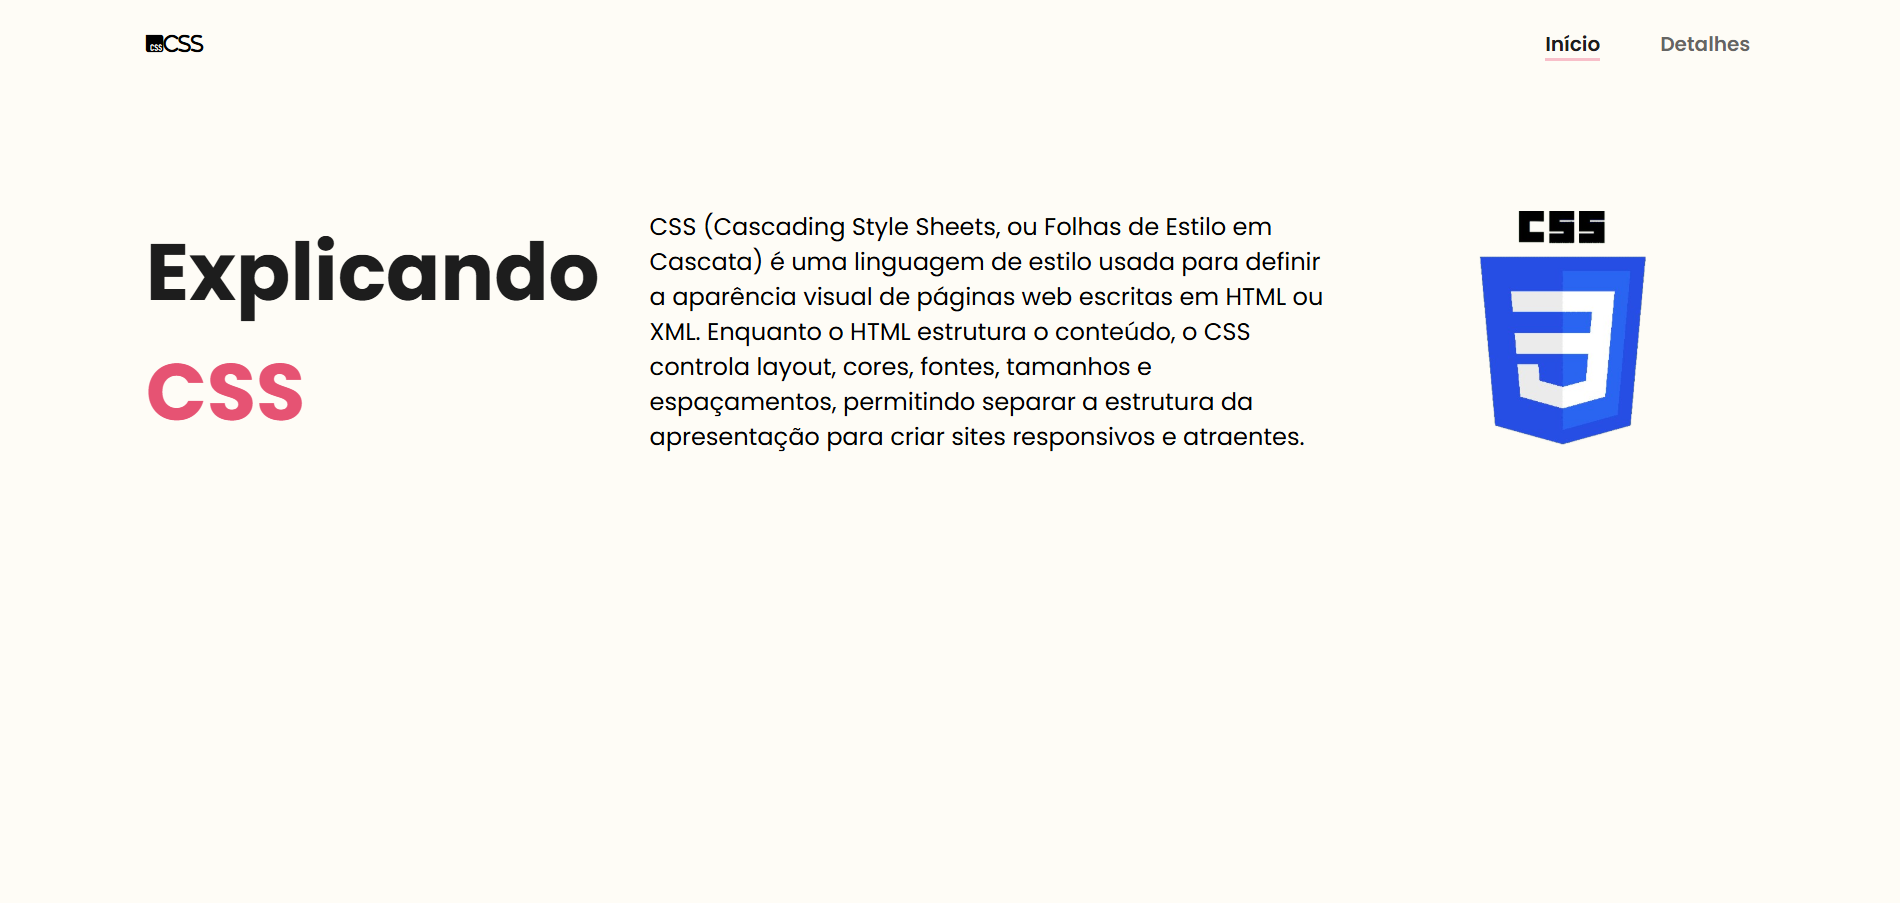 CSS CSS
Início Detalhes
Explicando
CSS
CSS (Cascading Style Sheets, ou Folhas de Estilo em
Cascata) é uma linguagem de estilo usada para definir
a aparência visual de páginas web escritas em HTML ou
XML. Enquanto o HTML estrutura o conteúdo, o CSS
controla layout, cores, fontes, tamanhos e
espaçamentos, permitindo separar a estrutura da
apresentação para criar sites responsivos e atraentes.
CSS
3